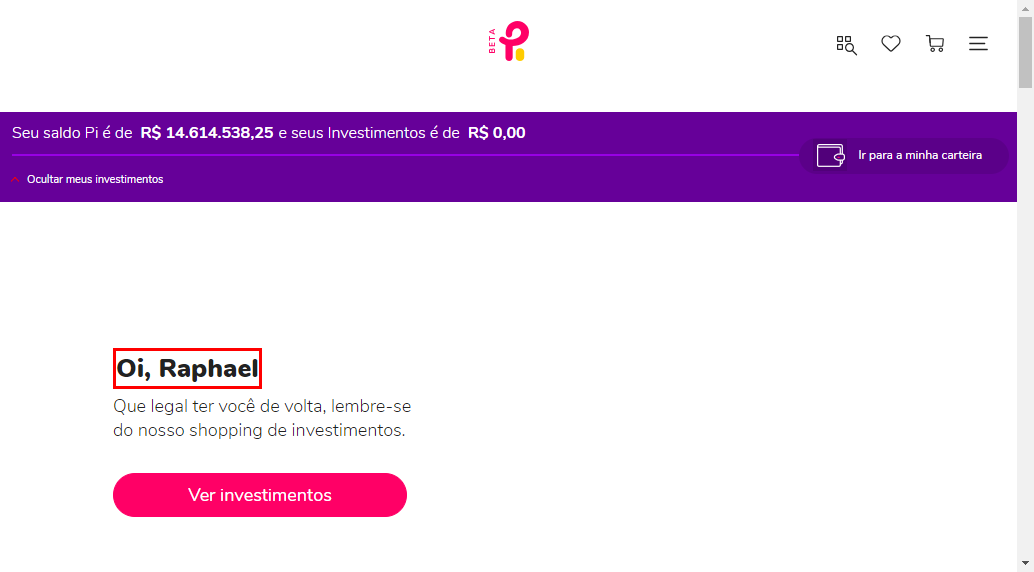 BETA
Pi
Seu saldo Pi é de R$ 14.614.538,25 e seus Investimentos é de R$ 0,00
Ir para a minha carteira
Ocultar meus investimentos
Oi, Raphael
Que legal ter você de volta, lembre-se
do nosso shopping de investimentos.
Ver investimentos